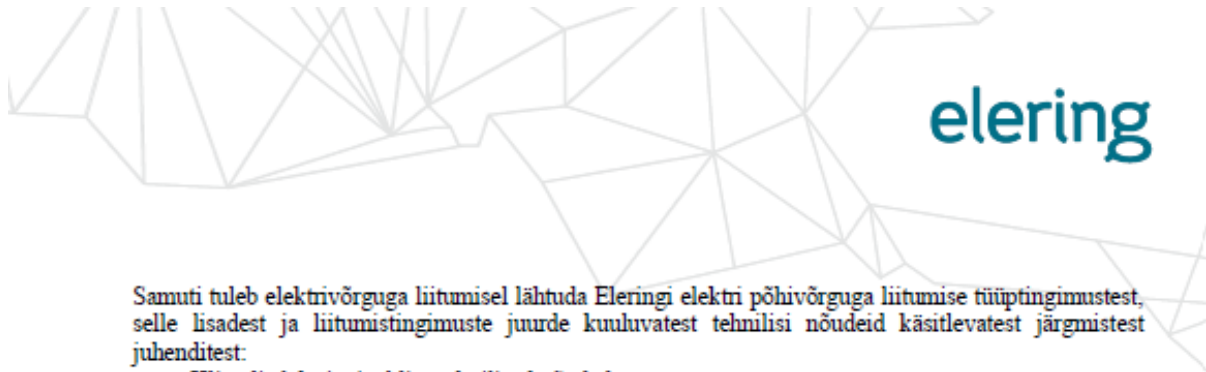 elering
Samuti tuleb elektrivõrguga liitumisel lähtuda Eleringi elektri põhivõrguga liitumise tüüptingimustest,
selle lisadest ja liitumistingimuste juurde kuuluvatest tehnilisi nõudeid käsitlevatest järgmistest
juhenditest: